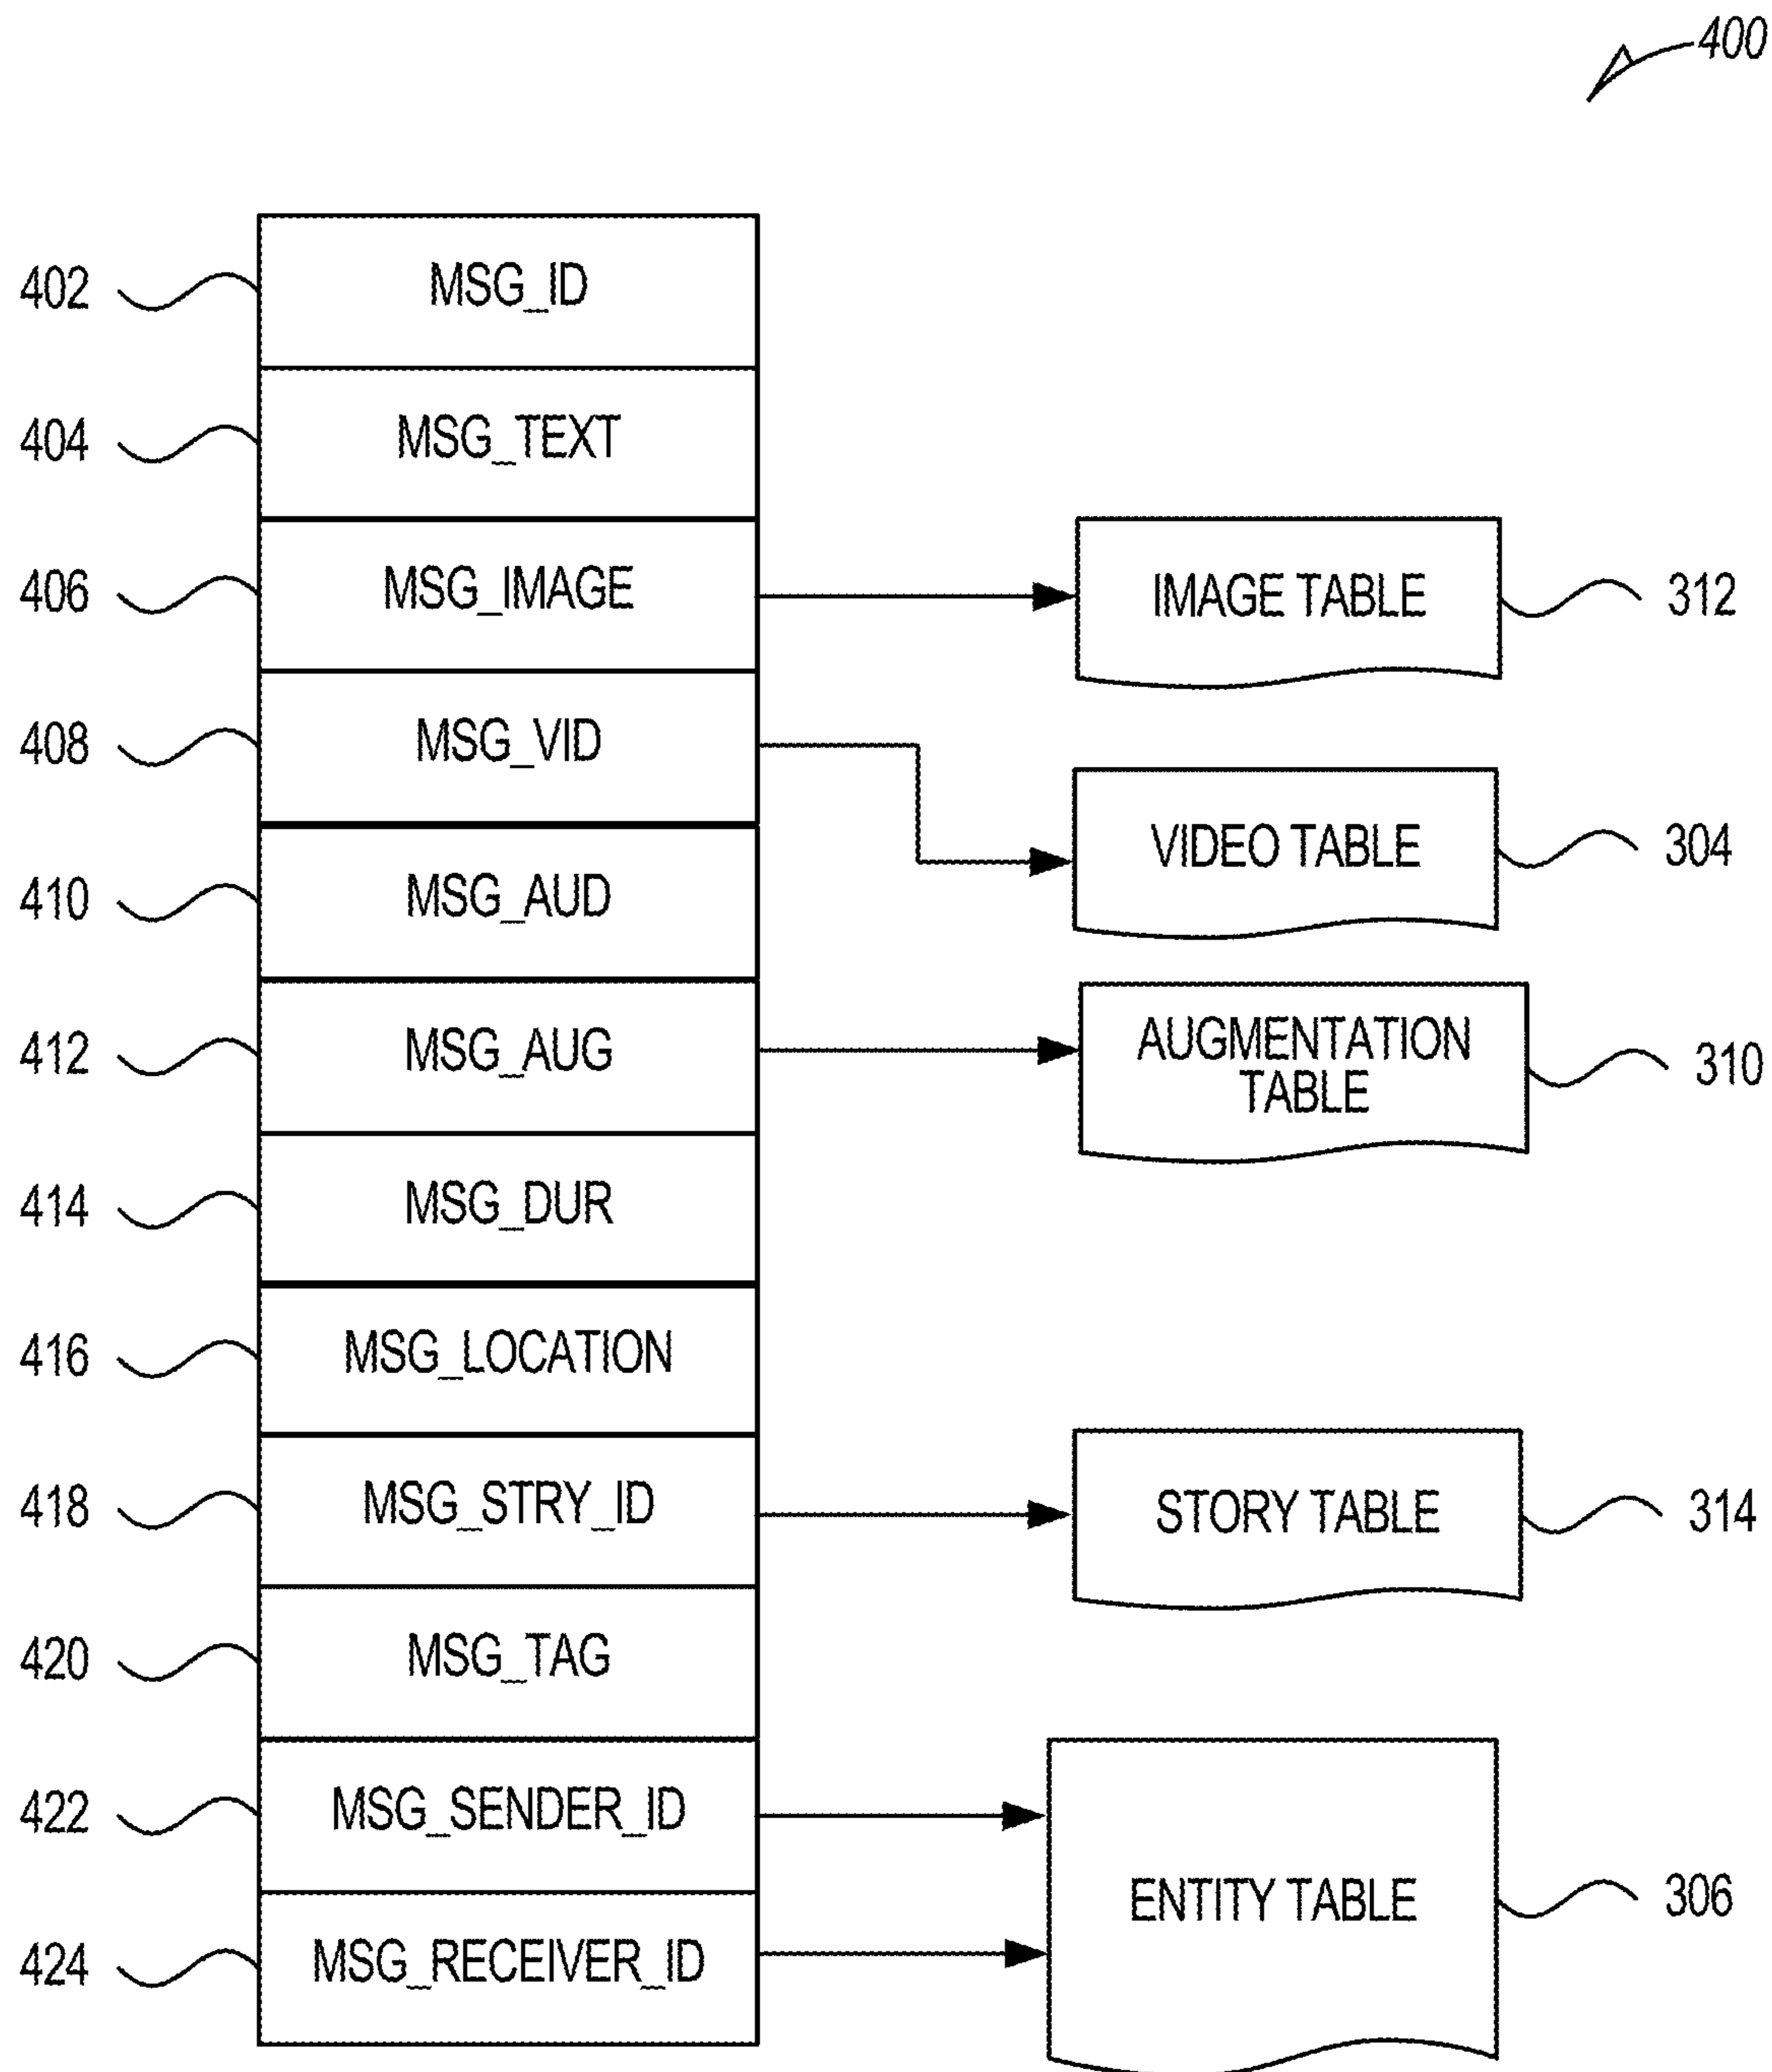 400
402 MSG_ID
404 MSG_TEXT
406 MSG_IMAGE IMAGE TABLE 312
408 MSG_VID
VIDEO TABLE 304
410 MSG_AUD
412 MSG_AUG AUGMENTATION
TABLE 310
414 MSG_DUR
416 MSG_LOCATION
418 MSG_STRY_ID STORY TABLE 314
420 MSG_TAG
422 MSG_SENDER_ID
ENTITY TABLE 306
424 MSG_RECEIVER_ID